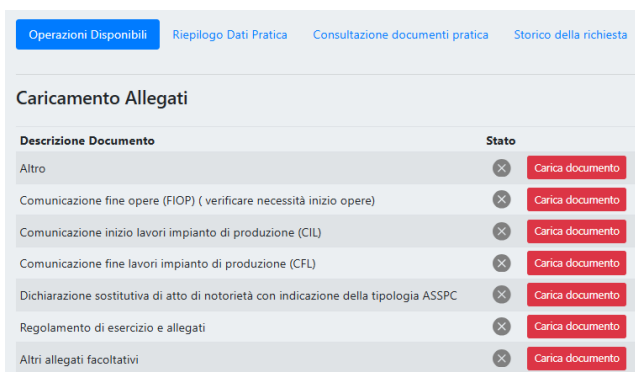 Operazioni Disponibili Riepilogo Dati Pratica Consultazione documenti pratica Storico della richiesta
Caricamento Allegati
Descrizione Documento Stato
Altro Carica documento
Comunicazione fine opere (FIOP) ( verificare necessità inizio opere) Carica documento
Comunicazione inizio lavori impianto di produzione (CIL) Carica documento
Comunicazione fine lavori impianto di produzione (CFL) Carica documento
Dichiarazione sostitutiva di atto di notorietà con indicazione della tipologia ASSPC Carica documento
Regolamento di esercizio e allegati Carica documento
Altri allegati facoltativi Carica documento